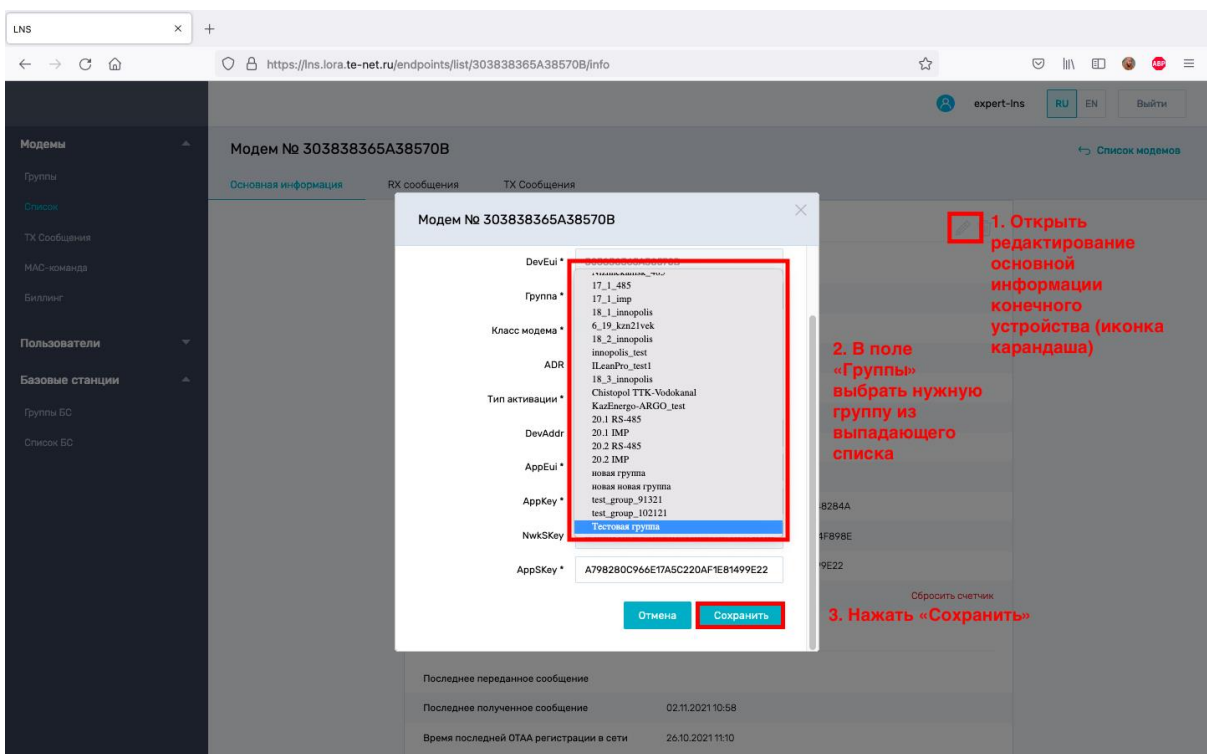 LNS
https://lns.lora.te-net.ru/endpoints/list/303838365A38570B/info
ABP
expert-lns
RU
EN
Выйти
Модемы
Группы
Список
TX Сообщения
MAC-команда
Биллинг
Пользователи
Базовые станции
Группы БС
Список БС
Модем № 303838365A38570B
Список модемов
Основная информация
RX сообщения
TX Сообщения
Модем № 303838365A38570B
DevEui *
303838365A38570B
Группа *
Класс модема *
ADR
Тип активации *
DevAddr
AppEui *
AppKey *
NwkSKey
AppSKey *
A798280C966E17A5C220AF1E81499E22
17_1_485
17_1_imp
18_1_innopolis
6_19_kzn21vek
18_2_innopolis
innopolis_test
ILeanPro_test1
18_3_innopolis
Chistopol TTK-Vodokanal
KazEnergo-ARGO_test
20.1 RS-485
20.1 IMP
20.2 RS-485
20.2 IMP
новая группа
новая новая группа
test_group_91321
test_group_102121
Тестовая группа
Отмена
Сохранить
1. Открыть
редактирование
основной
информации
конечного
устройства (иконка
карандаша)
2. В поле
«Группы»
выбрать нужную
группу из
выпадающего
списка
3. Нажать «Сохранить»
8284A
4F898E
99E22
Сбросить счетчик
Последнее переданное сообщение
Последнее полученное сообщение
02.11.2021 10:58
Время последней OTAA регистрации в сети
26.10.2021 11:10